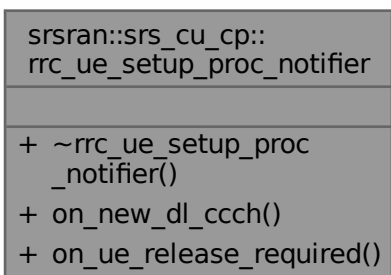 srsran::srs_cu_cp::
rrc_ue_setup_proc_notifier
+ ~rrc_ue_setup_proc
_notifier()
+ on_new_dl_ccch()
+ on_ue_release_required()